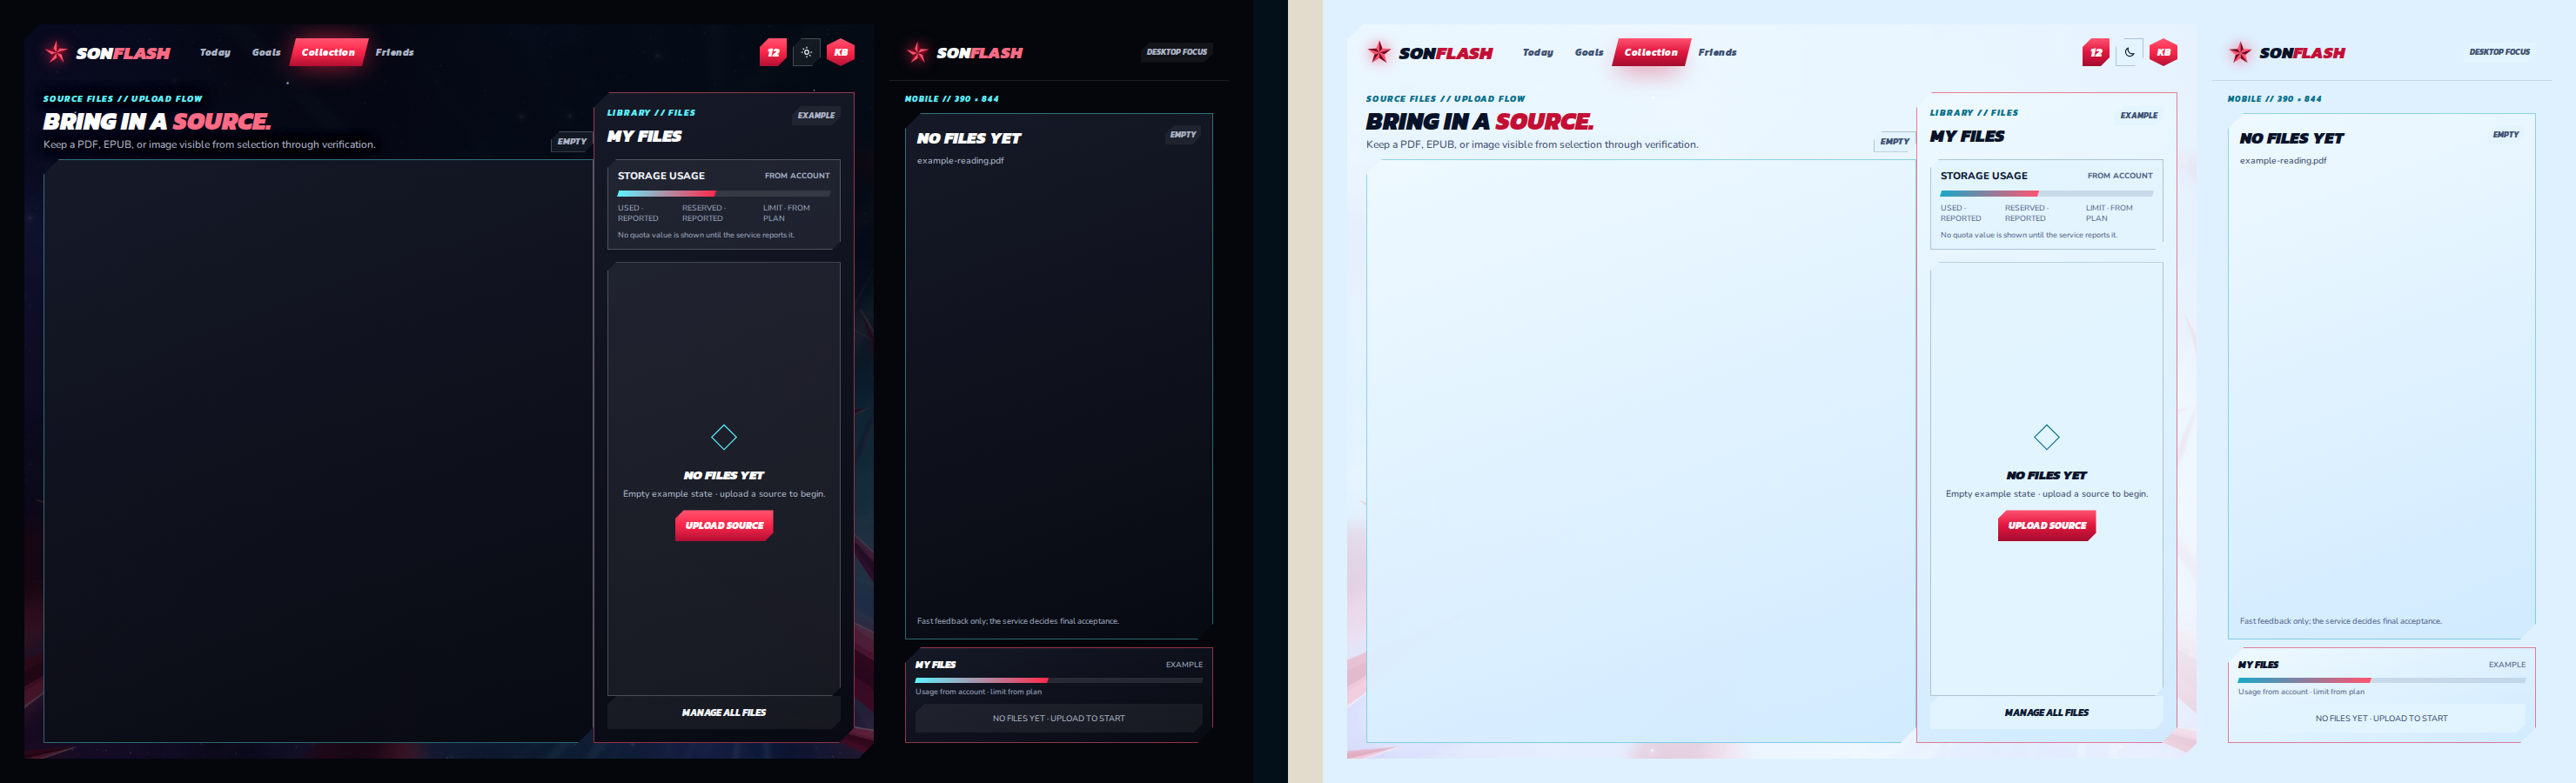 SONFLASH
Today Goals Collection Friends
12
KB
SOURCE FILES // UPLOAD FLOW
BRING IN A SOURCE.
Keep a PDF, EPUB, or image visible from selection through verification.
EMPTY
LIBRARY // FILES
EXAMPLE
MY FILES
STORAGE USAGE
FROM ACCOUNT
USED · REPORTED
RESERVED · REPORTED
LIMIT · FROM PLAN
No quota value is shown until the service reports it.
NO FILES YET
Empty example state · upload a source to begin.
UPLOAD SOURCE
MANAGE ALL FILES
SONFLASH
DESKTOP FOCUS
MOBILE // 390 × 844
NO FILES YET
EMPTY
example-reading.pdf
Fast feedback only; the service decides final acceptance.
MY FILES
EXAMPLE
Usage from account · limit from plan
NO FILES YET · UPLOAD TO START
SONFLASH
Today Goals Collection Friends
12
KB
SOURCE FILES // UPLOAD FLOW
BRING IN A SOURCE.
Keep a PDF, EPUB, or image visible from selection through verification.
EMPTY
LIBRARY // FILES
EXAMPLE
MY FILES
STORAGE USAGE
FROM ACCOUNT
USED · REPORTED
RESERVED · REPORTED
LIMIT · FROM PLAN
No quota value is shown until the service reports it.
NO FILES YET
Empty example state · upload a source to begin.
UPLOAD SOURCE
MANAGE ALL FILES
SONFLASH
DESKTOP FOCUS
MOBILE // 390 × 844
NO FILES YET
EMPTY
example-reading.pdf
Fast feedback only; the service decides final acceptance.
MY FILES
EXAMPLE
Usage from account · limit from plan
NO FILES YET · UPLOAD TO START